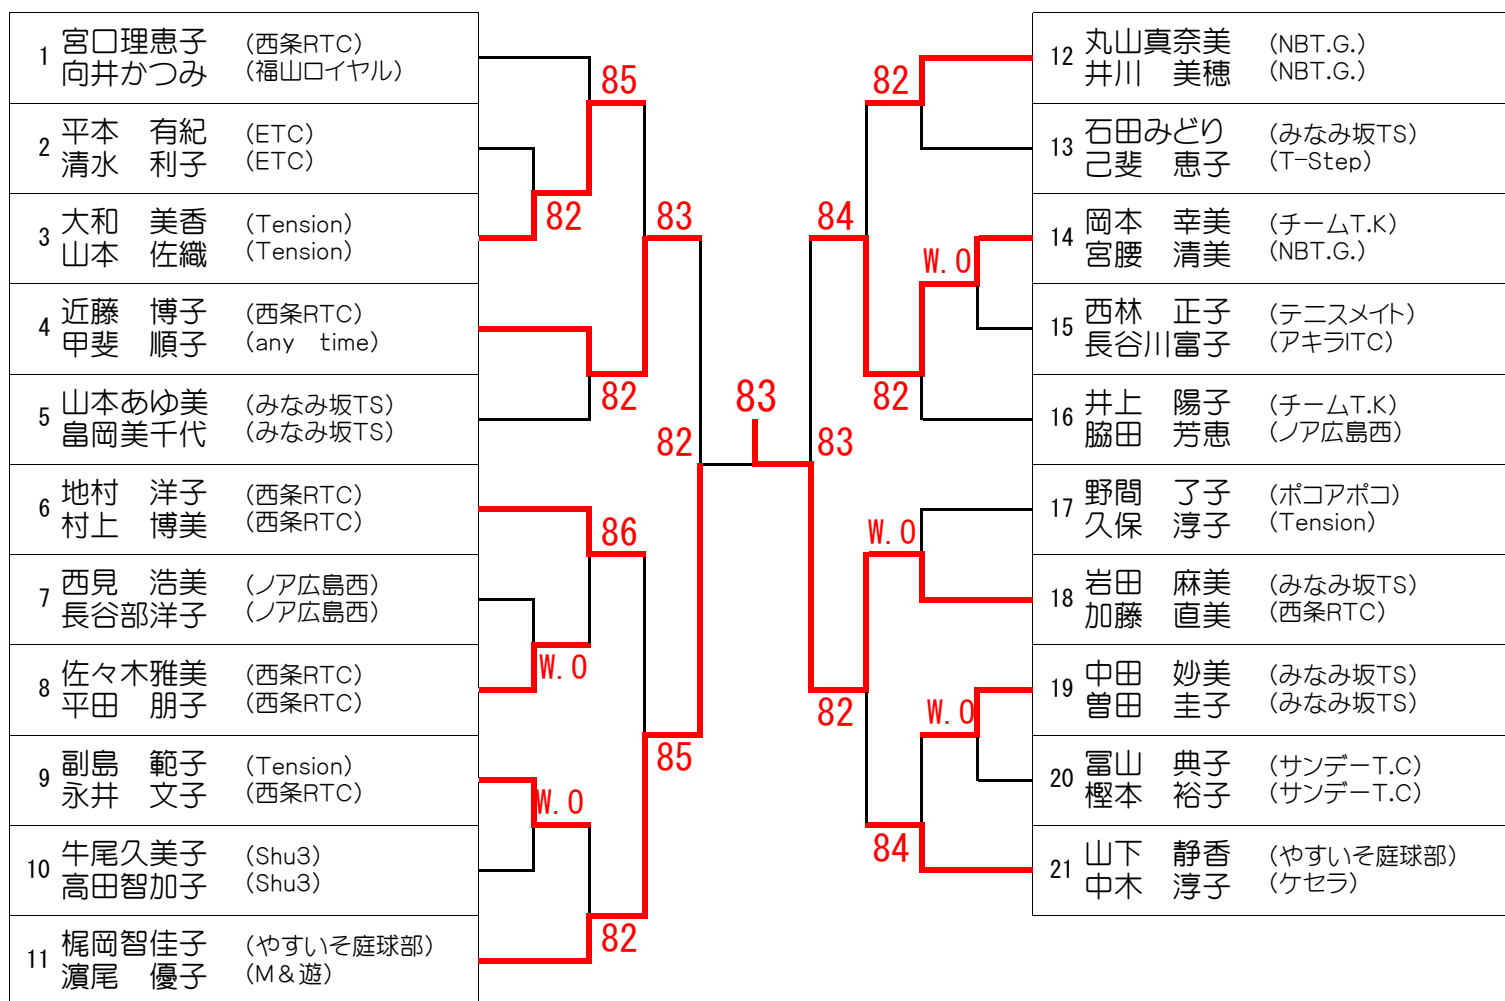 1 宮口理恵子 (西条RTC)
向井かつみ (福山ロイヤル)
2 平本 有紀 (ETC)
清水 利子 (ETC)
3 大和 美香 (Tension)
山本 佐織 (Tension)
4 近藤 博子 (西条RTC)
甲斐 順子 (any time)
5 山本あゆ美 (みなみ坂TS)
畠岡美千代 (みなみ坂TS)
6 地村 洋子 (西条RTC)
村上 博美 (西条RTC)
7 西見 浩美 (ノア広島西)
長谷部洋子 (ノア広島西)
8 佐々木雅美 (西条RTC)
平田 朋子 (西条RTC)
9 副島 範子 (Tension)
永井 文子 (西条RTC)
10 牛尾久美子 (Shu3)
高田智加子 (Shu3)
11 梶岡智佳子 (やすいそ庭球部)
濵尾 優子 (M&遊)
85
82
83
82
82
86
W.O
85
W.O
82
83
82
84
W.O
82
83
W.O
82
W.O
84
12 丸山真奈美 (NBT.G.)
井川 美穂 (NBT.G.)
13 石田みどり (みなみ坂TS)
己斐 恵子 (T-Step)
14 岡本 幸美 (チームT.K)
宮腰 清美 (NBT.G.)
15 西林 正子 (テニスメイト)
長谷川富子 (アキラITC)
16 井上 陽子 (チームT.K)
脇田 芳恵 (ノア広島西)
17 野間 了子 (ポコアポコ)
久保 淳子 (Tension)
18 岩田 麻美 (みなみ坂TS)
加藤 直美 (西条RTC)
19 中田 妙美 (みなみ坂TS)
曽田 圭子 (みなみ坂TS)
20 冨山 典子 (サンデーT.C)
樫本 裕子 (サンデーT.C)
21 山下 静香 (やすいそ庭球部)
中木 淳子 (ケセラ)